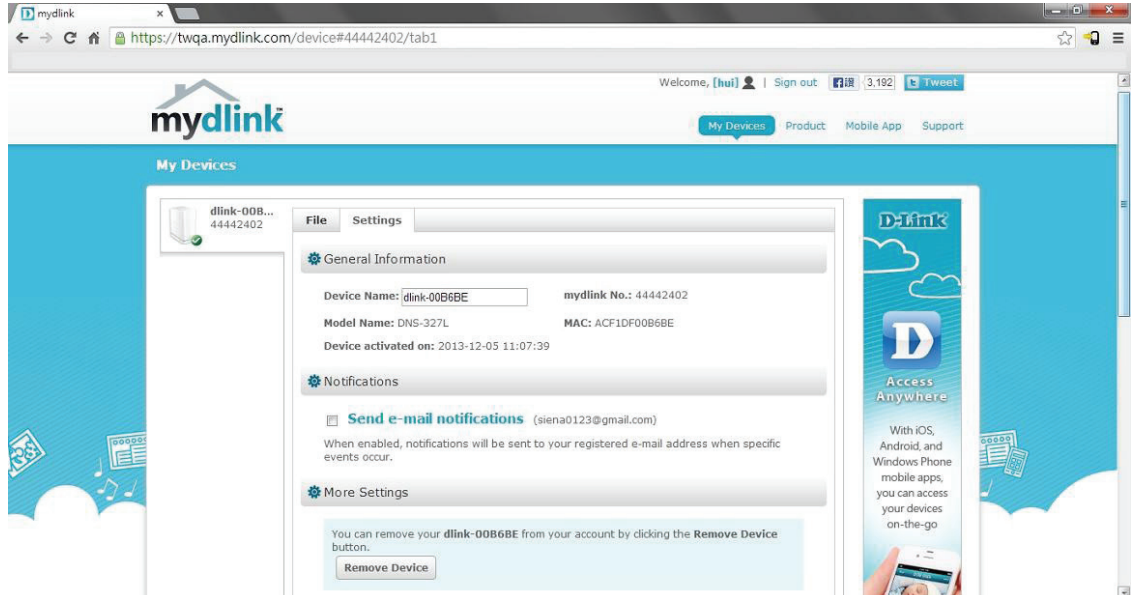 mydlink
https://twqa.mydlink.com/device#44442402/tab1
Welcome, [hui] | Sign out 讚 3,192 Tweet
mydlink
My Devices Product Mobile App Support
My Devices
dlink-00B...
44442402
File Settings
General Information
Device Name: dlink-00B6BE mydlink No.: 44442402
Model Name: DNS-327L MAC: ACF1DF00B6BE
Device activated on: 2013-12-05 11:07:39
Notifications
Send e-mail notifications (siena0123@gmail.com)
When enabled, notifications will be sent to your registered e-mail address when specific
events occur.
More Settings
You can remove your dlink-00B6BE from your account by clicking the Remove Device
button.
Remove Device
D-Link
D
Access
Anywhere
With iOS,
Android, and
Windows Phone
mobile apps,
you can access
your devices
on-the-go